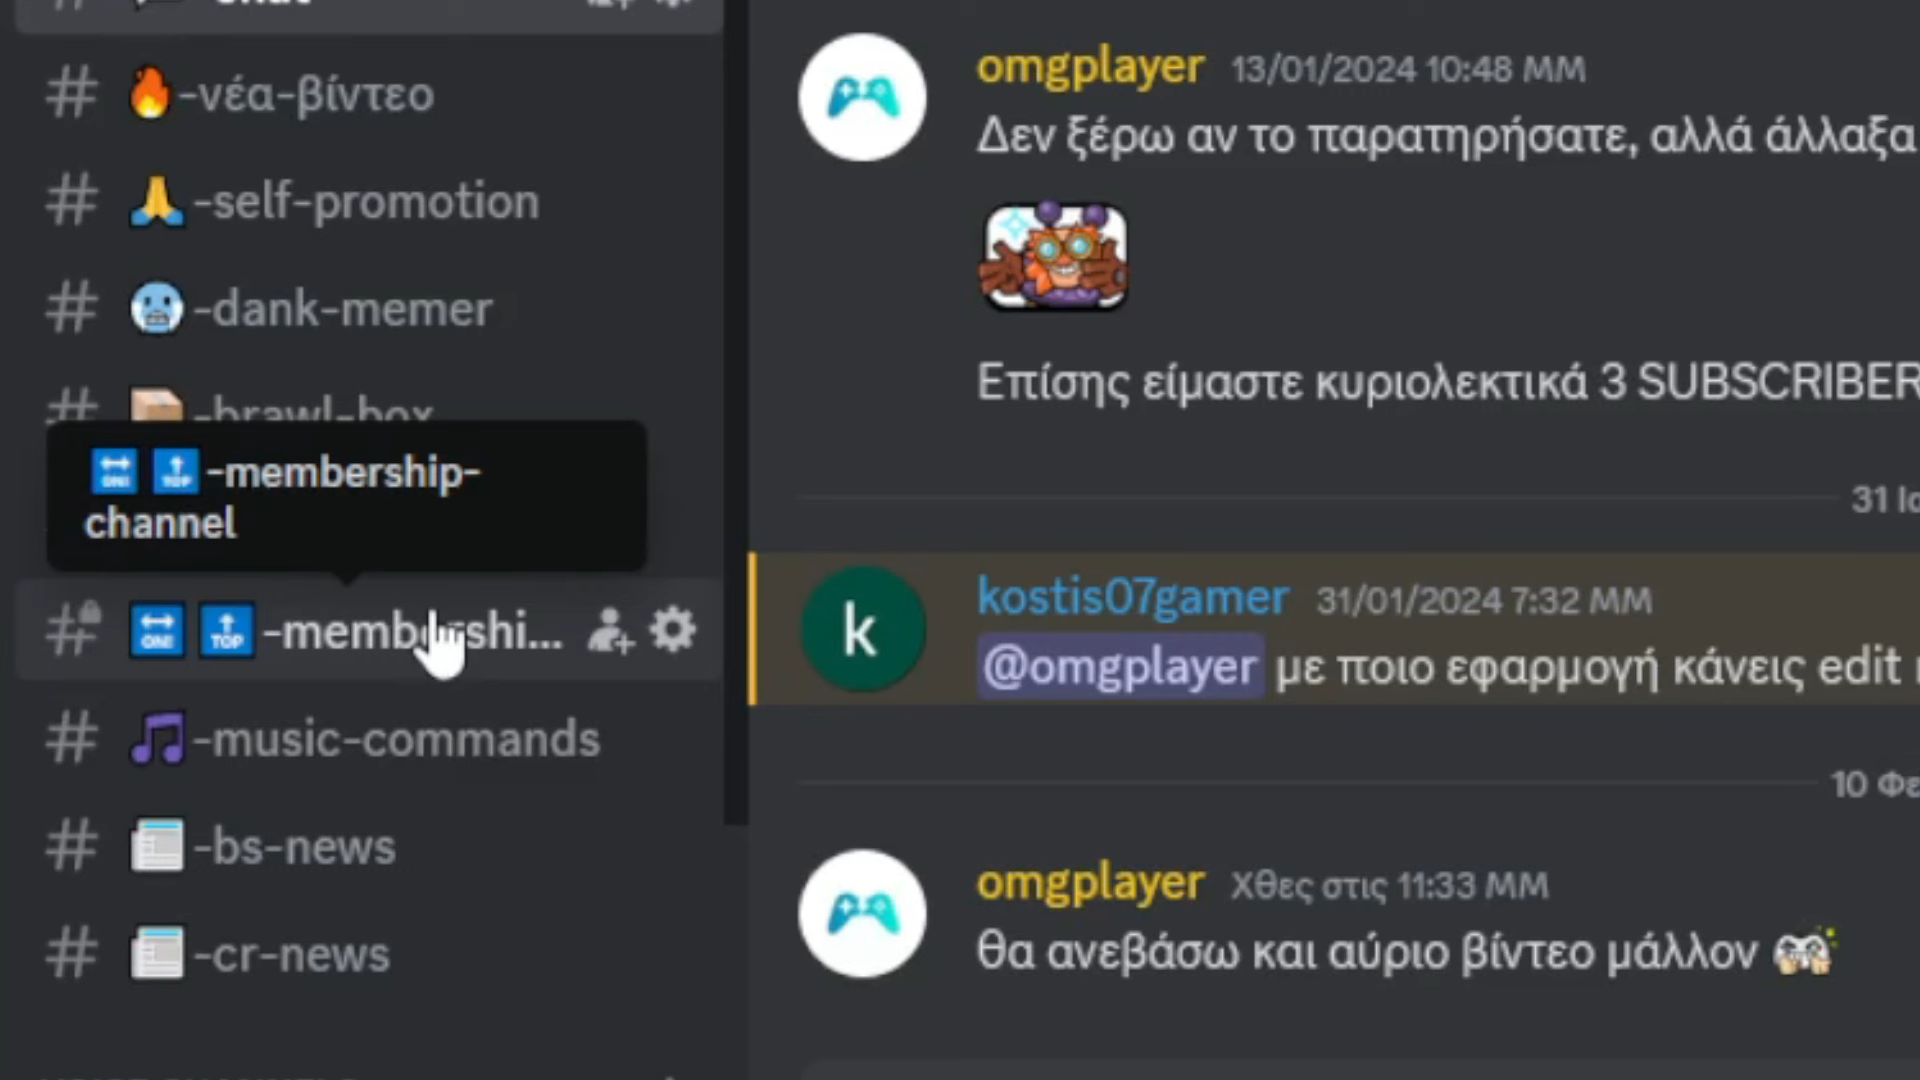 chat
-νέα-βίντεο
-self-promotion
-dank-memer
-brawl-box
-membership-
channel
-membershi...
-music-commands
-bs-news
-cr-news
omgplayer 13/01/2024 10:48 ΜΜ
Δεν ξέρω αν το παρατηρήσατε, αλλά άλλαξα
Επίσης είμαστε κυριολεκτικά 3 SUBSCRIBER
31
kostis07gamer 31/01/2024 7:32 ΜΜ
@omgplayer με ποιο εφαρμογή κάνεις edit
10
omgplayer Χθες στις 11:33 ΜΜ
θα ανεβάσω και αύριο βίντεο μάλλον